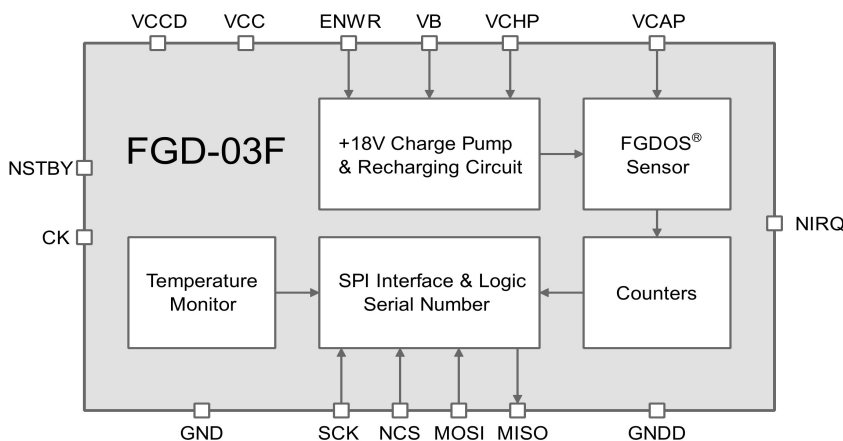 VCCD VCC ENWR VB VCHP VCAP
FGD-03F
+18V Charge Pump
& Recharging Circuit
FGDOS®
Sensor
NSTBY
CK
NIRQ
Temperature
Monitor
SPI Interface & Logic
Serial Number
Counters
GND SCK NCS MOSI MISO GNDD